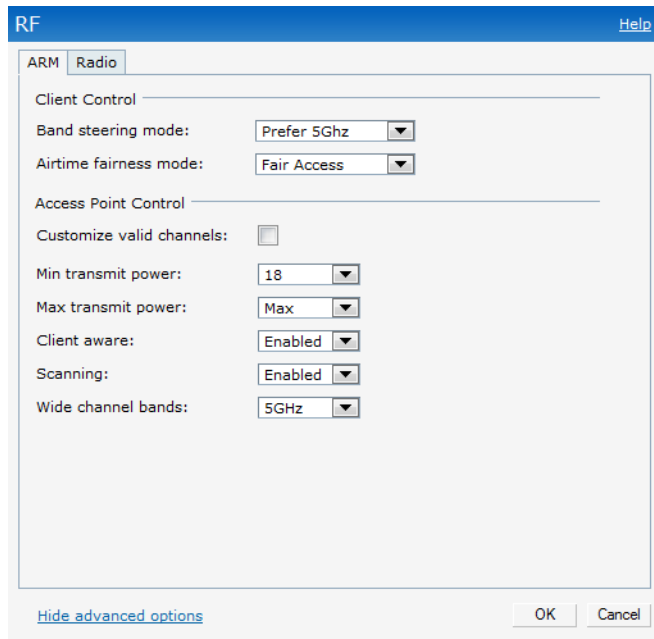 RF Help
ARM Radio
Client Control
Band steering mode: Prefer 5Ghz
Airtime fairness mode: Fair Access
Access Point Control
Customize valid channels:
Min transmit power: 18
Max transmit power: Max
Client aware: Enabled
Scanning: Enabled
Wide channel bands: 5GHz
Hide advanced options OK Cancel